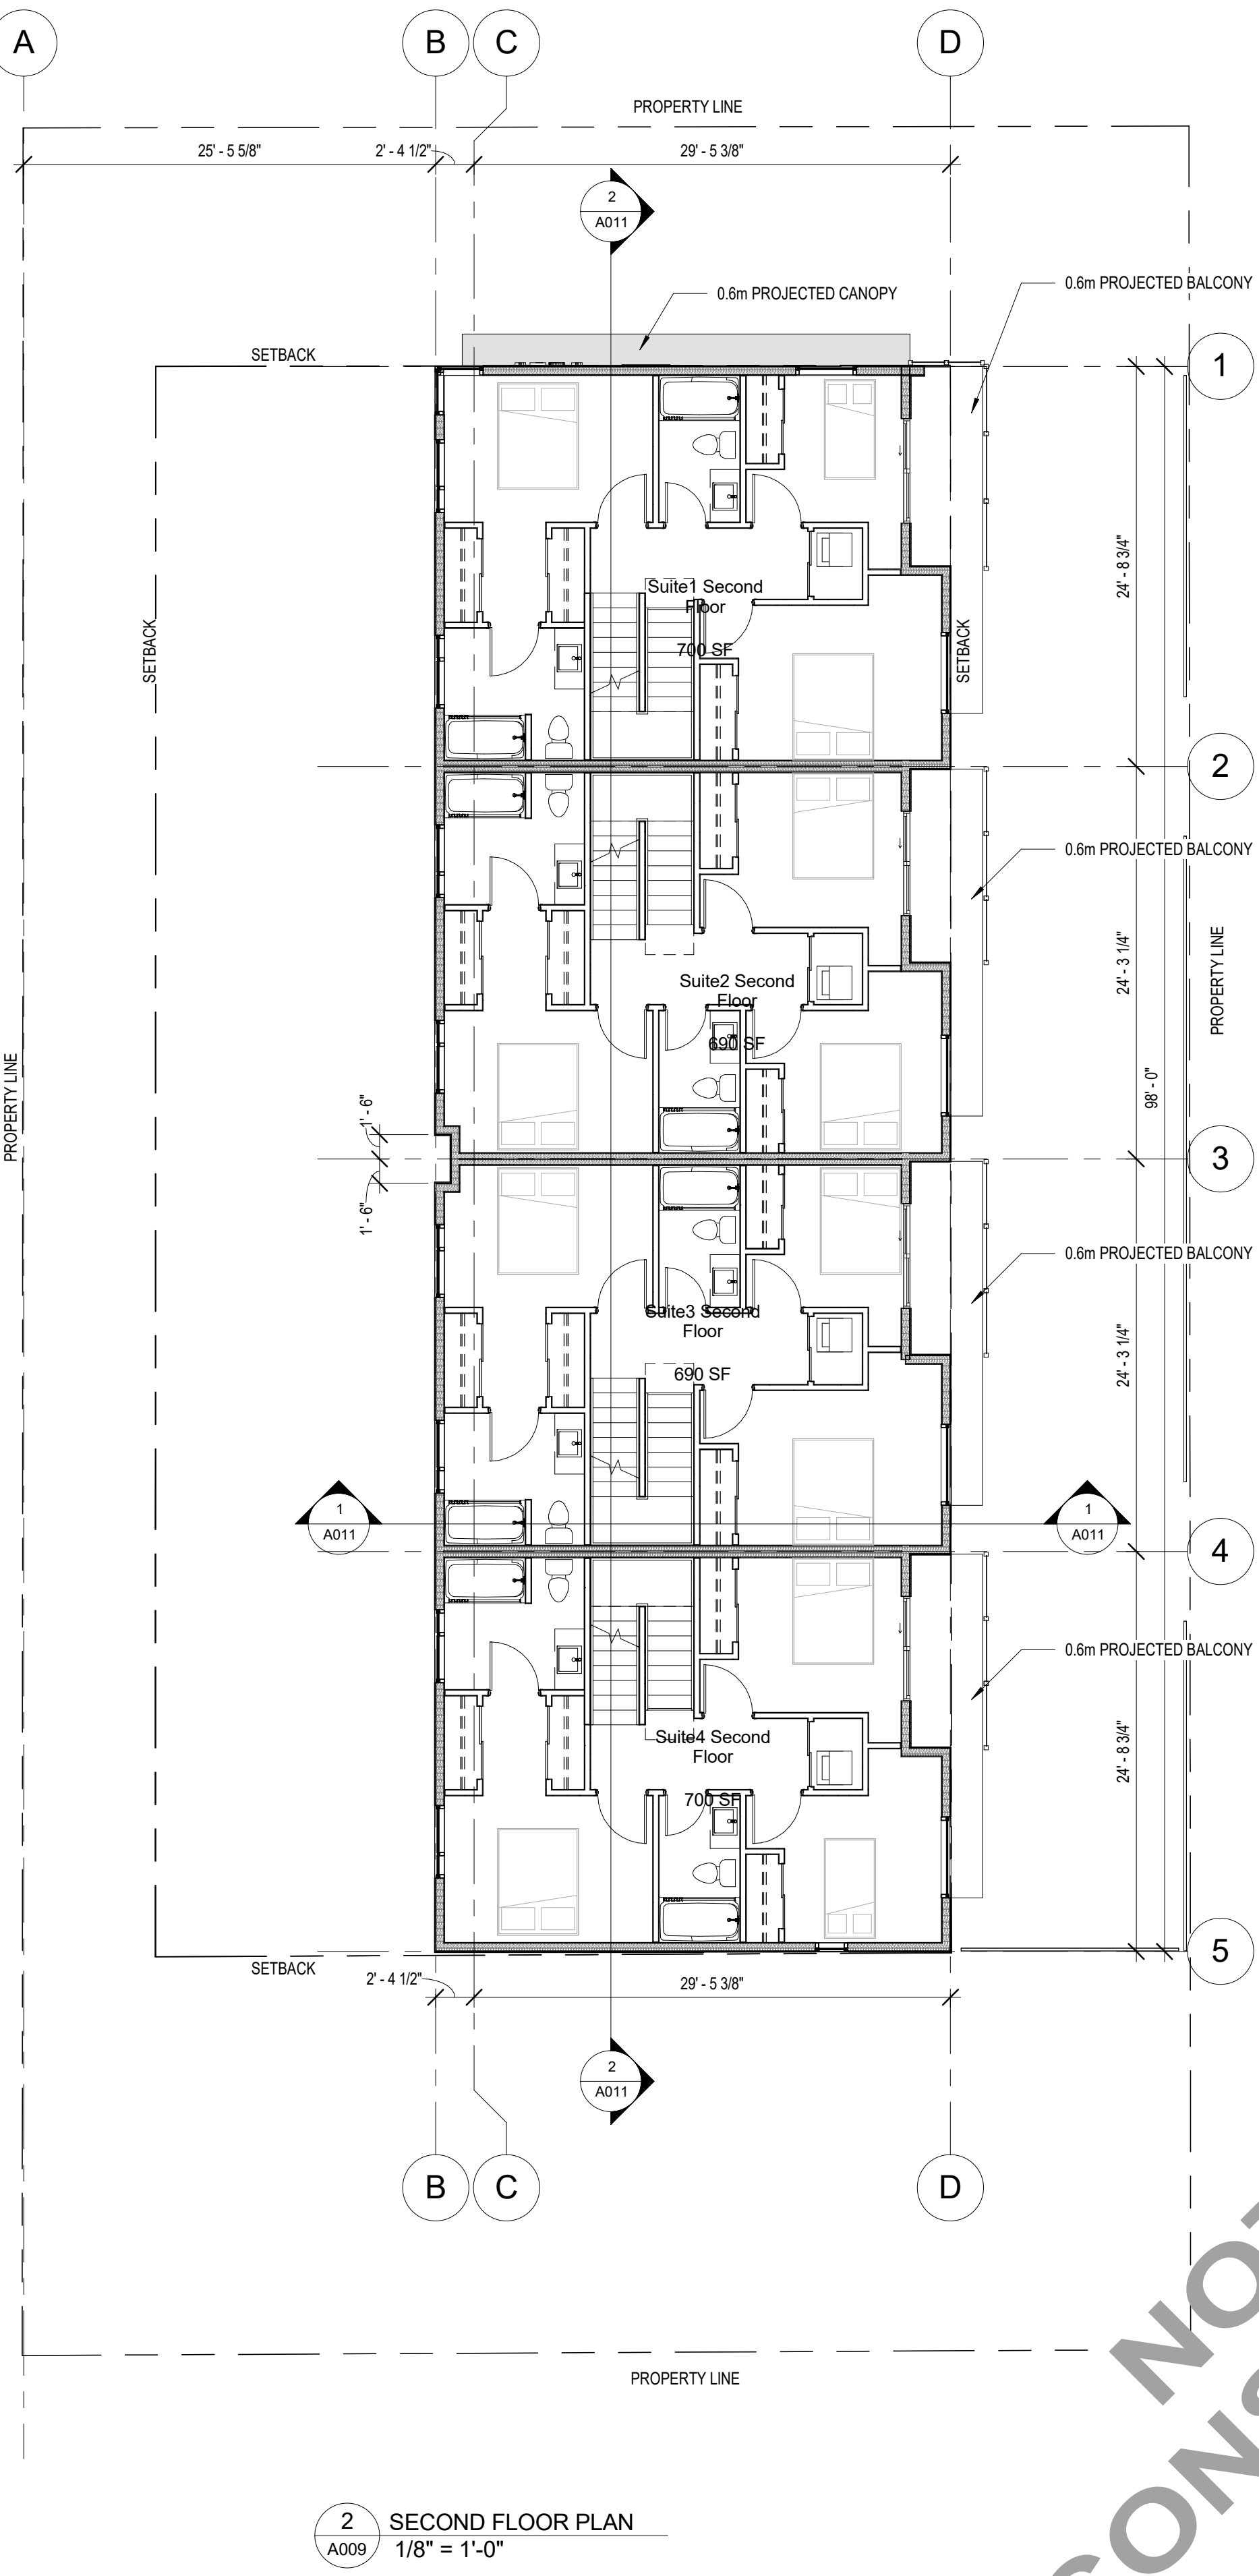 A
B
C
D
PROPERTY LINE
25' - 5 5/8"
2' - 4 1/2"
29' - 5 3/8"
2
A011
0.6m PROJECTED CANOPY
0.6m PROJECTED BALCONY
SETBACK
1
24' - 8 3/4"
Suite1 Second
Floor
700 SF
SETBACK
SETBACK
2
0.6m PROJECTED BALCONY
24' - 3 1/4"
PROPERTY LINE
Suite2 Second
Floor
690 SF
PROPERTY LINE
98' - 0"
1' - 6"
3
1' - 6"
0.6m PROJECTED BALCONY
Suite3 Second
Floor
24' - 3 1/4"
690 SF
1
A011
1
A011
4
0.6m PROJECTED BALCONY
Suite4 Second
Floor
24' - 8 3/4"
700 SF
5
SETBACK
2' - 4 1/2"
29' - 5 3/8"
2
A011
B
C
D
PROPERTY LINE
2
A009
SECOND FLOOR PLAN
1/8" = 1'-0"